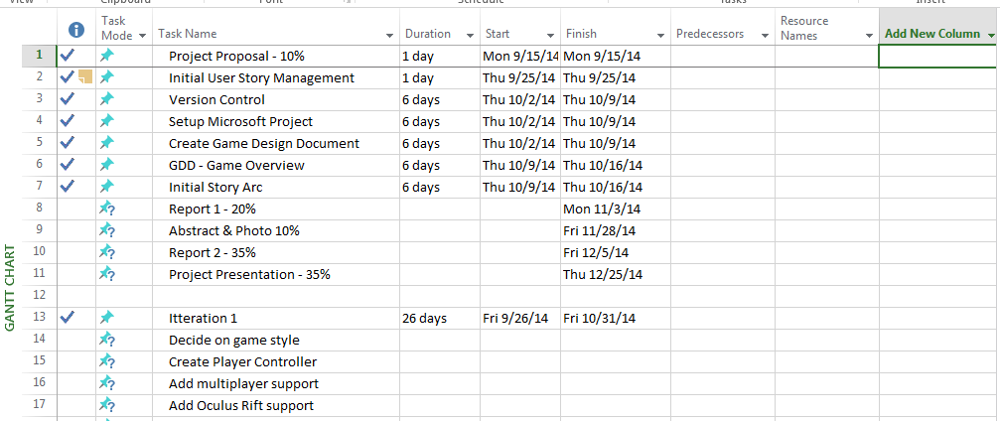 View Clipboard Font Schedule Tasks Insert
Task Mode Task Name Duration Start Finish Predecessors Resource Names Add New Column
1 Project Proposal - 10% 1 day Mon 9/15/14 Mon 9/15/14
2 Initial User Story Management 1 day Thu 9/25/14 Thu 9/25/14
3 Version Control 6 days Thu 10/2/14 Thu 10/9/14
4 Setup Microsoft Project 6 days Thu 10/2/14 Thu 10/9/14
5 Create Game Design Document 6 days Thu 10/2/14 Thu 10/9/14
6 GDD - Game Overview 6 days Thu 10/9/14 Thu 10/16/14
7 Initial Story Arc 6 days Thu 10/9/14 Thu 10/16/14
8 Report 1 - 20% Mon 11/3/14
9 Abstract & Photo 10% Fri 11/28/14
10 Report 2 - 35% Fri 12/5/14
11 Project Presentation - 35% Thu 12/25/14
12
13 Itteration 1 26 days Fri 9/26/14 Fri 10/31/14
14 Decide on game style
15 Create Player Controller
16 Add multiplayer support
17 Add Oculus Rift support
GANTT CHART